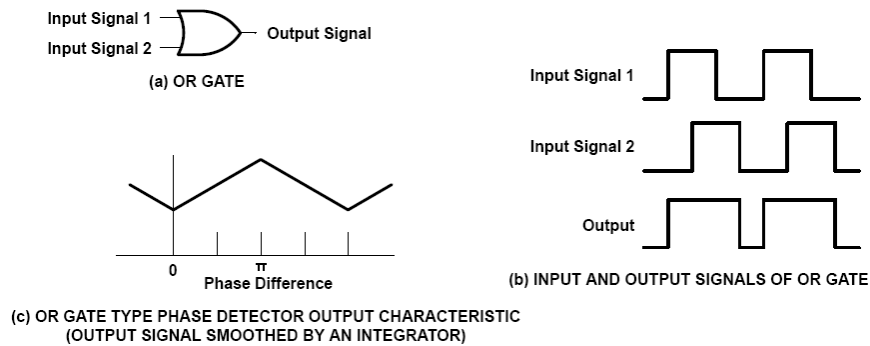 Input Signal 1
Input Signal 2
Output Signal
(a) OR GATE
0
π
Phase Difference
(c) OR GATE TYPE PHASE DETECTOR OUTPUT CHARACTERISTIC
(OUTPUT SIGNAL SMOOTHED BY AN INTEGRATOR)
Input Signal 1
Input Signal 2
Output
(b) INPUT AND OUTPUT SIGNALS OF OR GATE